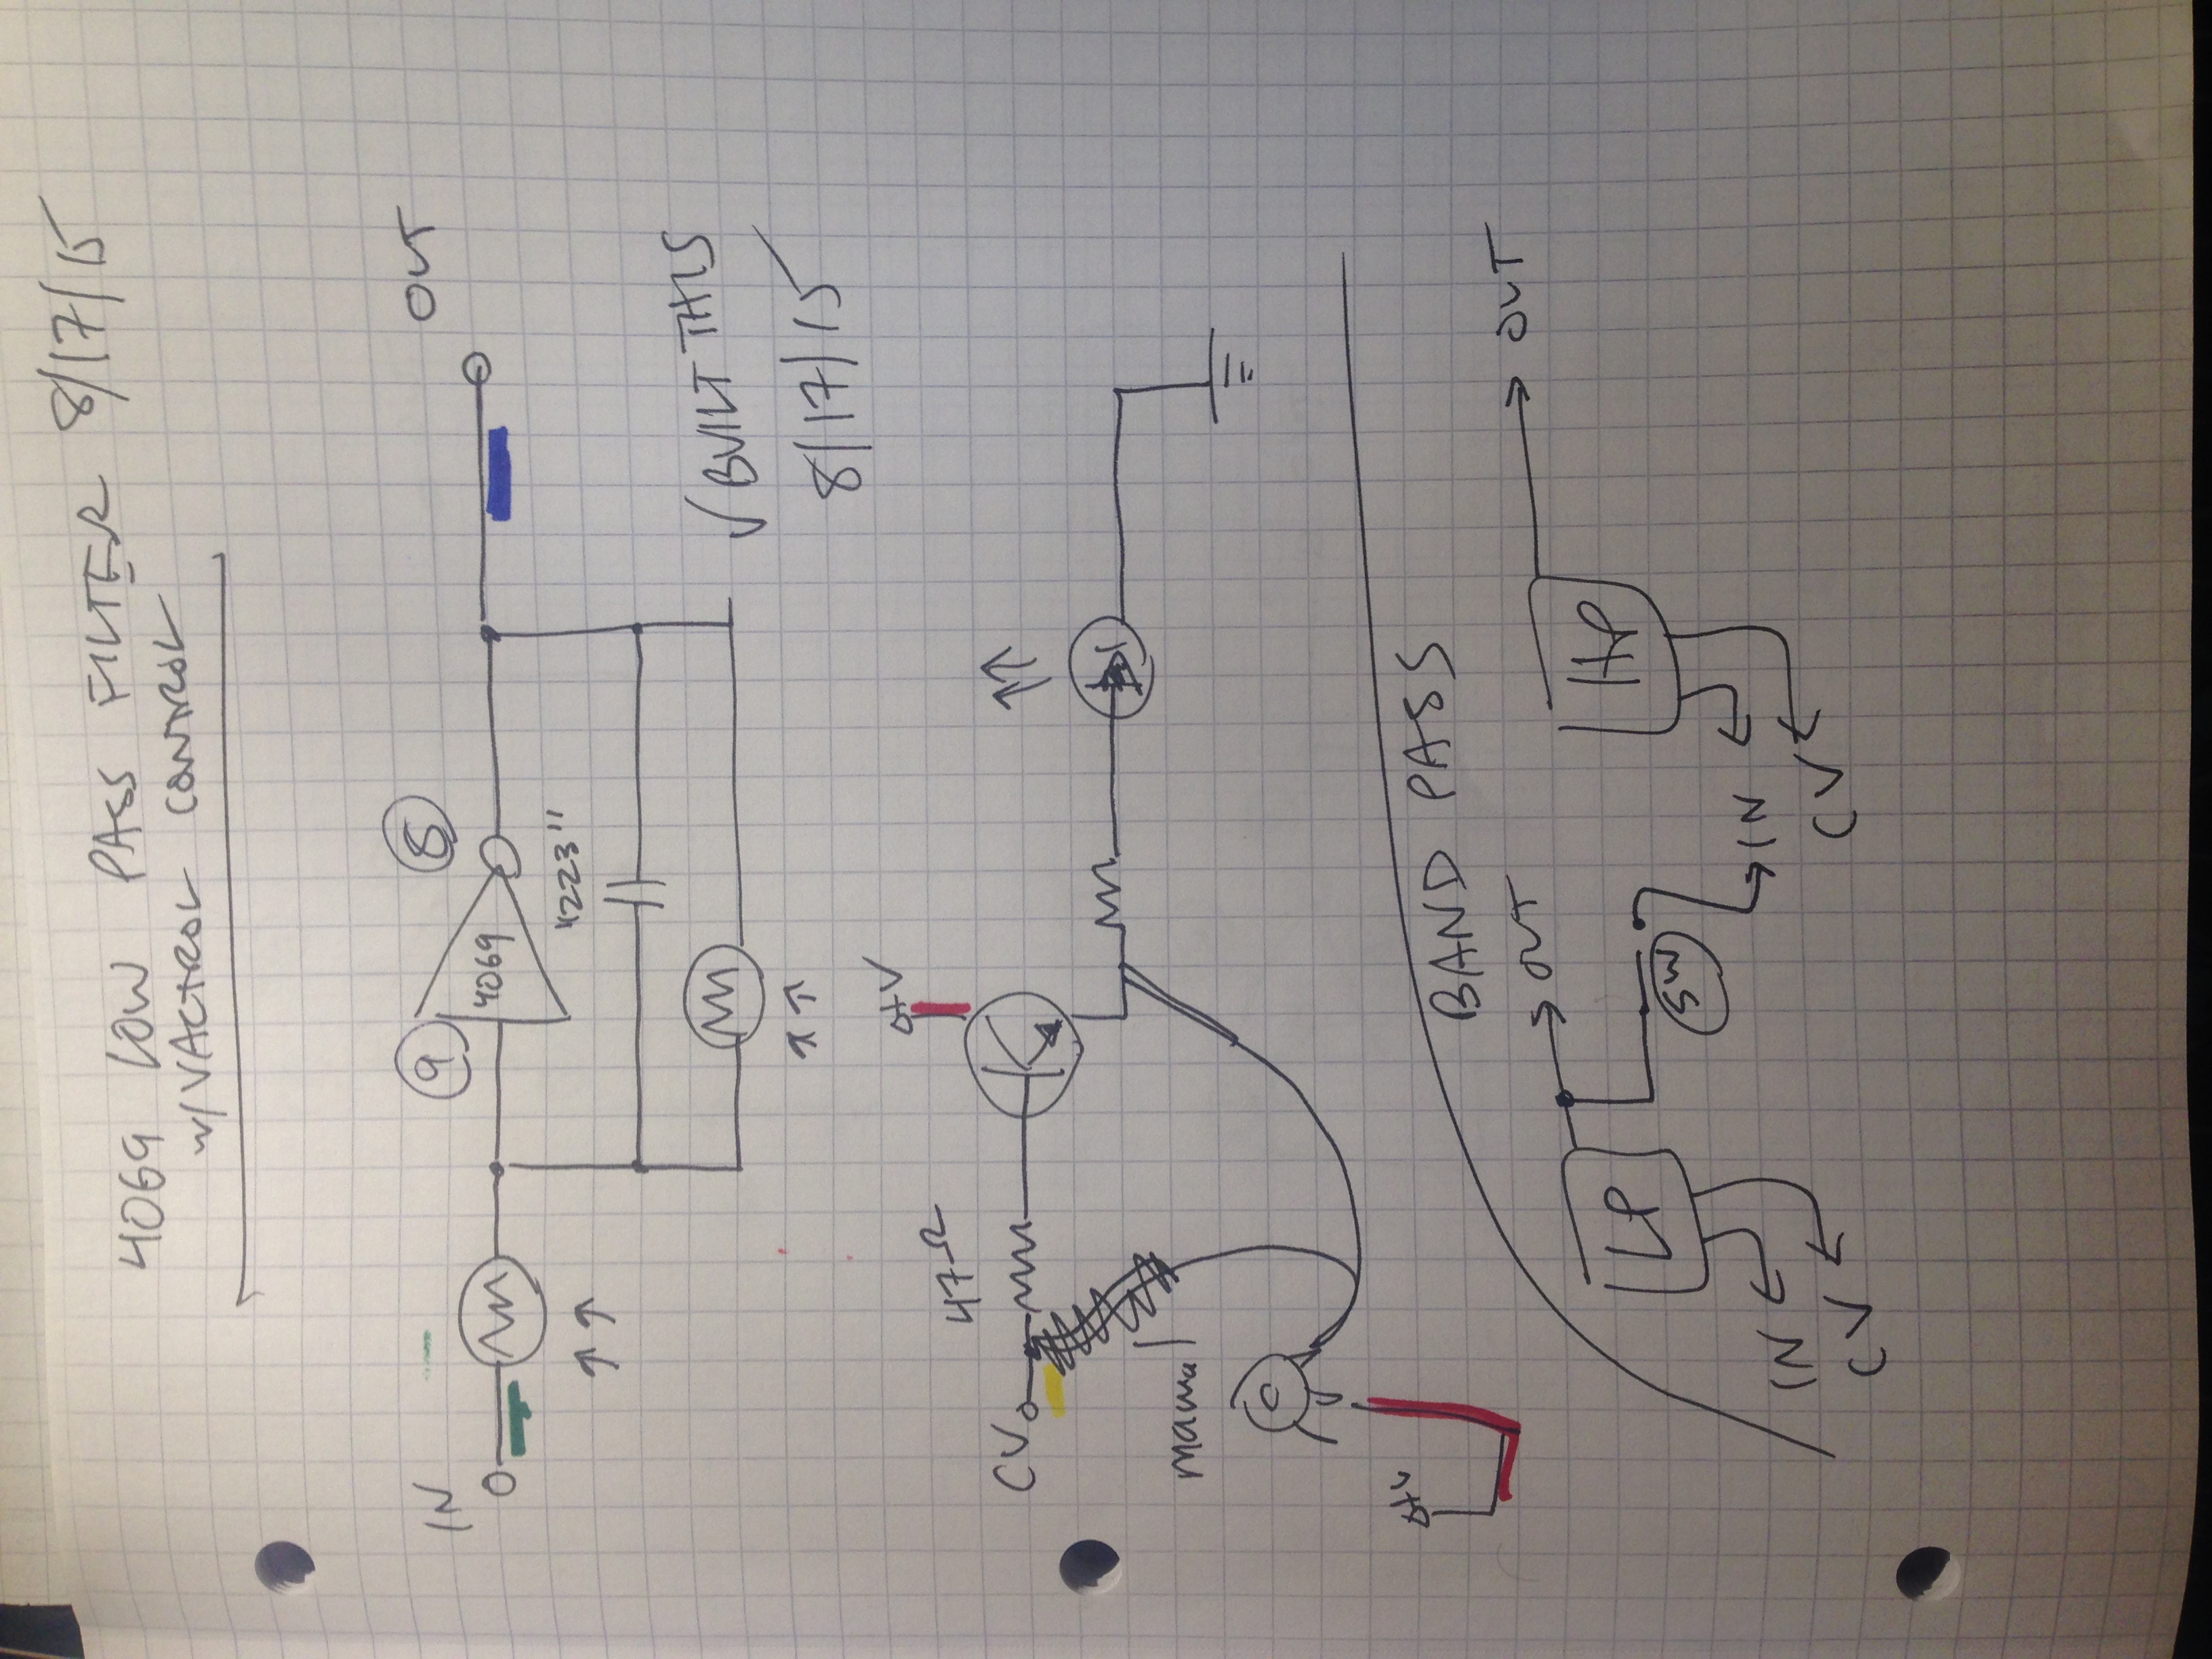 4069 LOW PASS FILTER 8/17/15
w/VACTROL CONTROL
IN
9
8
OUT
4069
"223"
√ BUILT THIS
8/17/15
+V
47Ω
CV
manual
+V
BAND PASS
OUT
OUT
LP
HP
SW
IN
IN
CV
CV